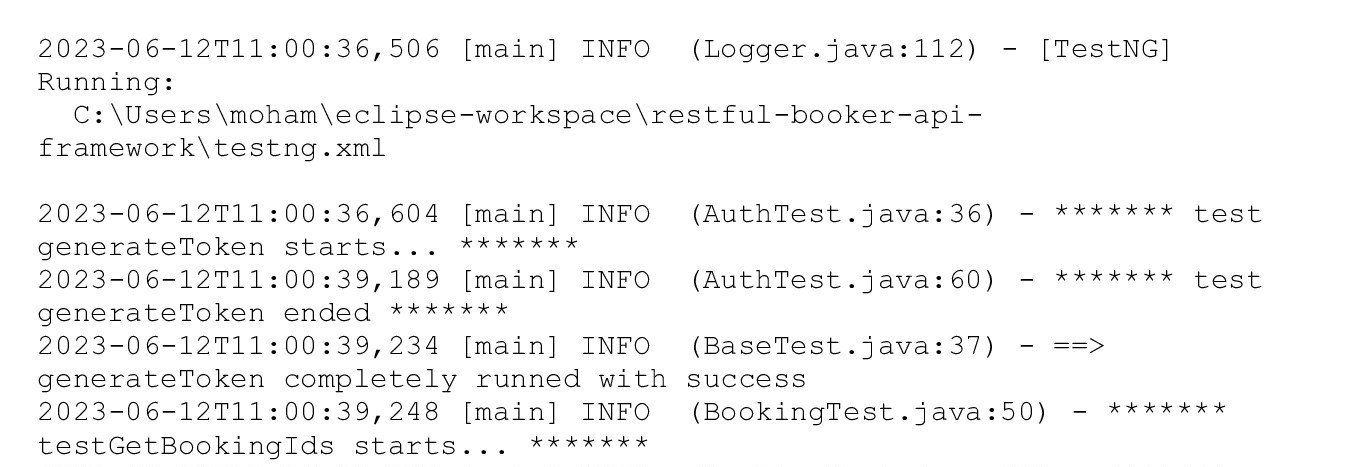 2023-06-12T11:00:36,506 [main] INFO  (Logger.java:112) - [TestNG]
Running:
  C:\Users\moham\eclipse-workspace\restful-booker-api-
framework\testng.xml

2023-06-12T11:00:36,604 [main] INFO  (AuthTest.java:36) - ******* test
generateToken starts... *******
2023-06-12T11:00:39,189 [main] INFO  (AuthTest.java:60) - ******* test
generateToken ended *******
2023-06-12T11:00:39,234 [main] INFO  (BaseTest.java:37) - ==>
generateToken completely runned with success
2023-06-12T11:00:39,248 [main] INFO  (BookingTest.java:50) - *******
testGetBookingIds starts... *******